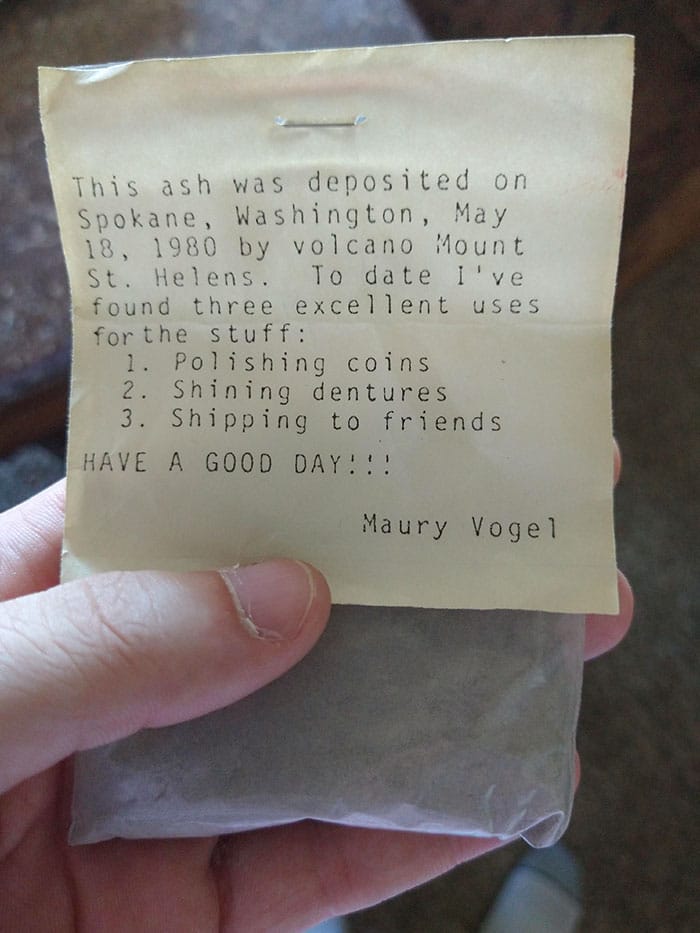 This ash was deposited on
Spokane, Washington, May
18, 1980 by volcano Mount
St. Helens. To date I've
found three excellent uses
for the stuff:
1. Polishing coins
2. Shining dentures
3. Shipping to friends
HAVE A GOOD DAY!!!
Maury Vogel